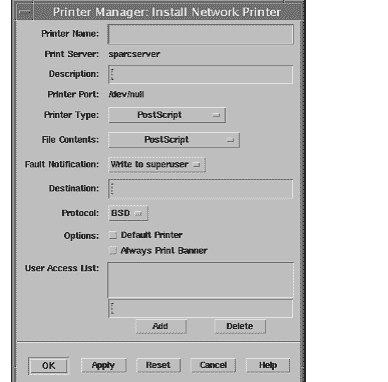 Printer Manager: Install Network Printer
Printer Name:
Print Server: sparcserver
Description:
Printer Port: /dev/null
Printer Type: PostScript
File Contents: PostScript
Fault Notification: Write to superuser
Destination:
Protocol: BSD
Options: Default Printer
Always Print Banner
User Access List:
Add Delete
OK Apply Reset Cancel Help